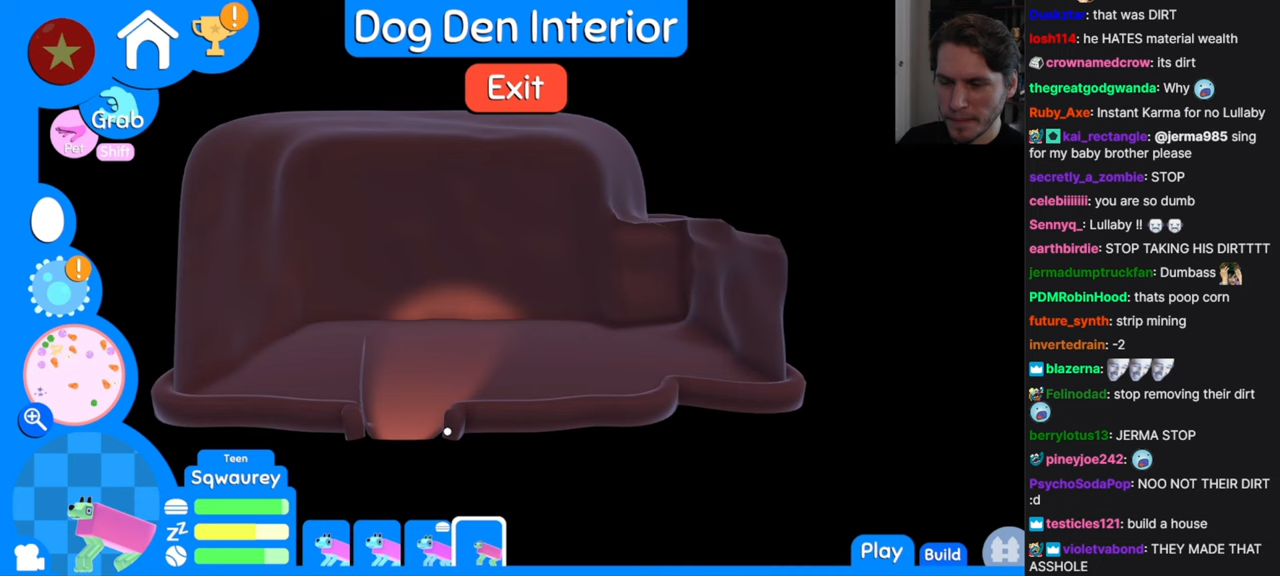 Dog Den Interior
Exit
Grab
Pet
Shift
Teen
Sqwaurey
zZ
Play
Build
Duskstar: that was DIRT
losh114: he HATES material wealth
crownamedcrow: its dirt
thegreatgodgwanda: Why
Ruby_Axe: Instant Karma for no Lullaby
kai_rectangle: @jerma985 sing
for my baby brother please
secretly_a_zombie: STOP
celebiiiiiii: you are so dumb
Sennyq_: Lullaby !!
earthbirdie: STOP TAKING HIS DIRTTTT
jermadumptruckfan: Dumbass
PDMRobinHood: thats poop corn
future_synth: strip mining
invertedrain: -2
blazerna:
Felinodad: stop removing their dirt
berrylotus13: JERMA STOP
pineyjoe242:
PsychoSodaPop: NOO NOT THEIR DIRT
:d
testicles121: build a house
violetvabond: THEY MADE THAT
ASSHOLE